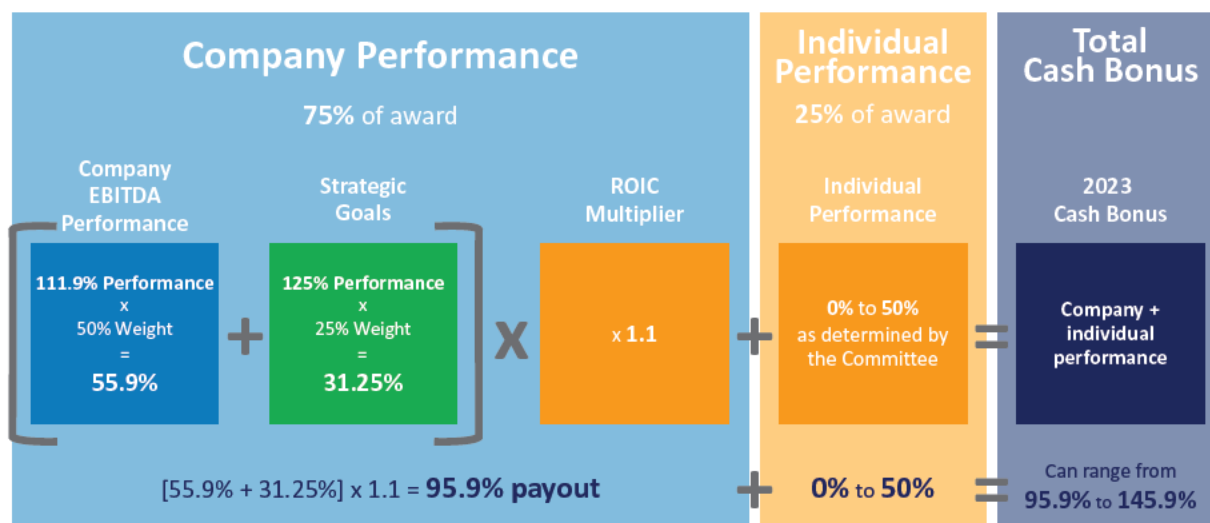 Company Performance
75% of award
Individual
Performance
25% of award
Total
Cash Bonus
Company
EBITDA
Performance
Strategic
Goals
ROIC
Multiplier
Individual
Performance
2023
Cash Bonus
[
111.9% Performance
x
50% Weight
=
55.9%
+
125% Performance
x
25% Weight
=
31.25%
]
X
x 1.1
+
0% to 50%
as determined by
the Committee
=
Company +
individual
performance
[55.9% + 31.25%] x 1.1 = 95.9% payout
+
0% to 50%
=
Can range from
95.9% to 145.9%